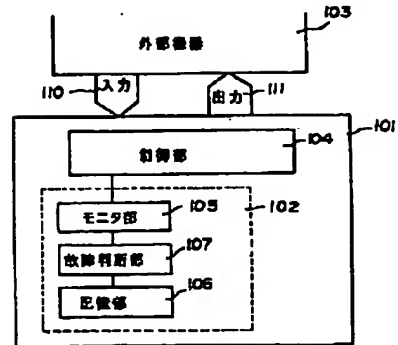 外部機器
103
110
入力
出力
111
101
制御部
104
102
モニタ部
105
故障判断部
107
記憶部
106